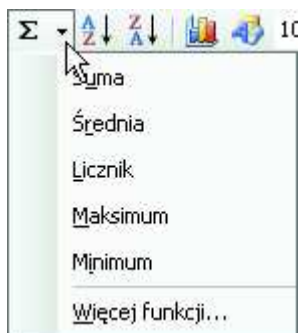 Σ A Z Z A 10
Suma
Średnia
Licznik
Maksimum
Minimum
Więcej funkcji...